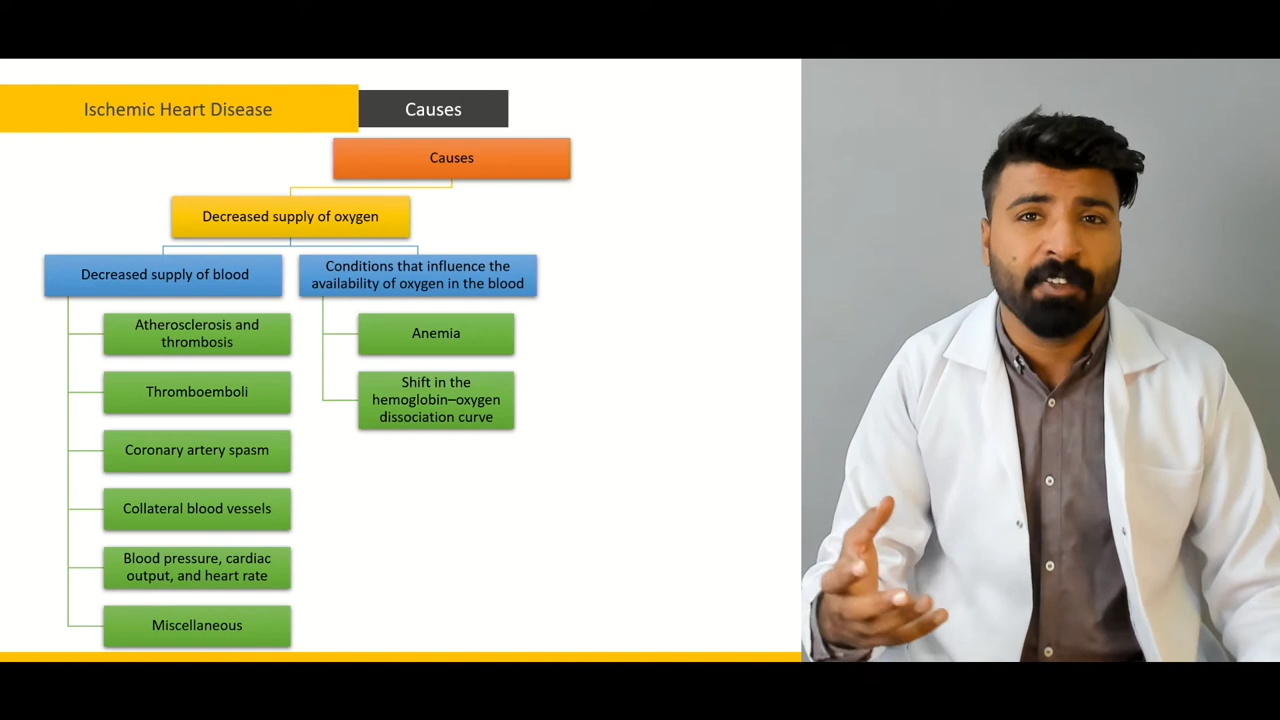 Ischemic Heart Disease
Causes
Causes
Decreased supply of oxygen
Decreased supply of blood
Conditions that influence the
availability of oxygen in the blood
Atherosclerosis and
thrombosis
Thromboemboli
Coronary artery spasm
Collateral blood vessels
Blood pressure, cardiac
output, and heart rate
Miscellaneous
Anemia
Shift in the
hemoglobin–oxygen
dissociation curve